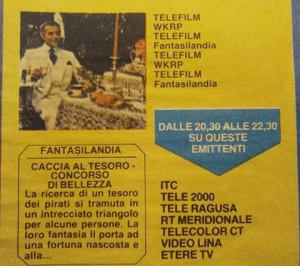 TELEFILM
WKRP
TELEFILM
Fantasilandia
TELEFILM
WKRP
TELEFILM
Fantasilandia
DALLE 20,30 ALLE 22,30
SU QUESTE
EMITTENTI
FANTASILANDIA
CACCIA AL TESORO -
CONCORSO
DI BELLEZZA
La ricerca di un tesoro
dei pirati si tramuta in
un intrecciato triangolo
per alcune persone. La
loro fantasia li porta ad
una fortuna nascosta e
alla...
ITC
TELE 2000
TELE RAGUSA
RT MERIDIONALE
TELECOLOR CT
VIDEO LINA
ETERE TV